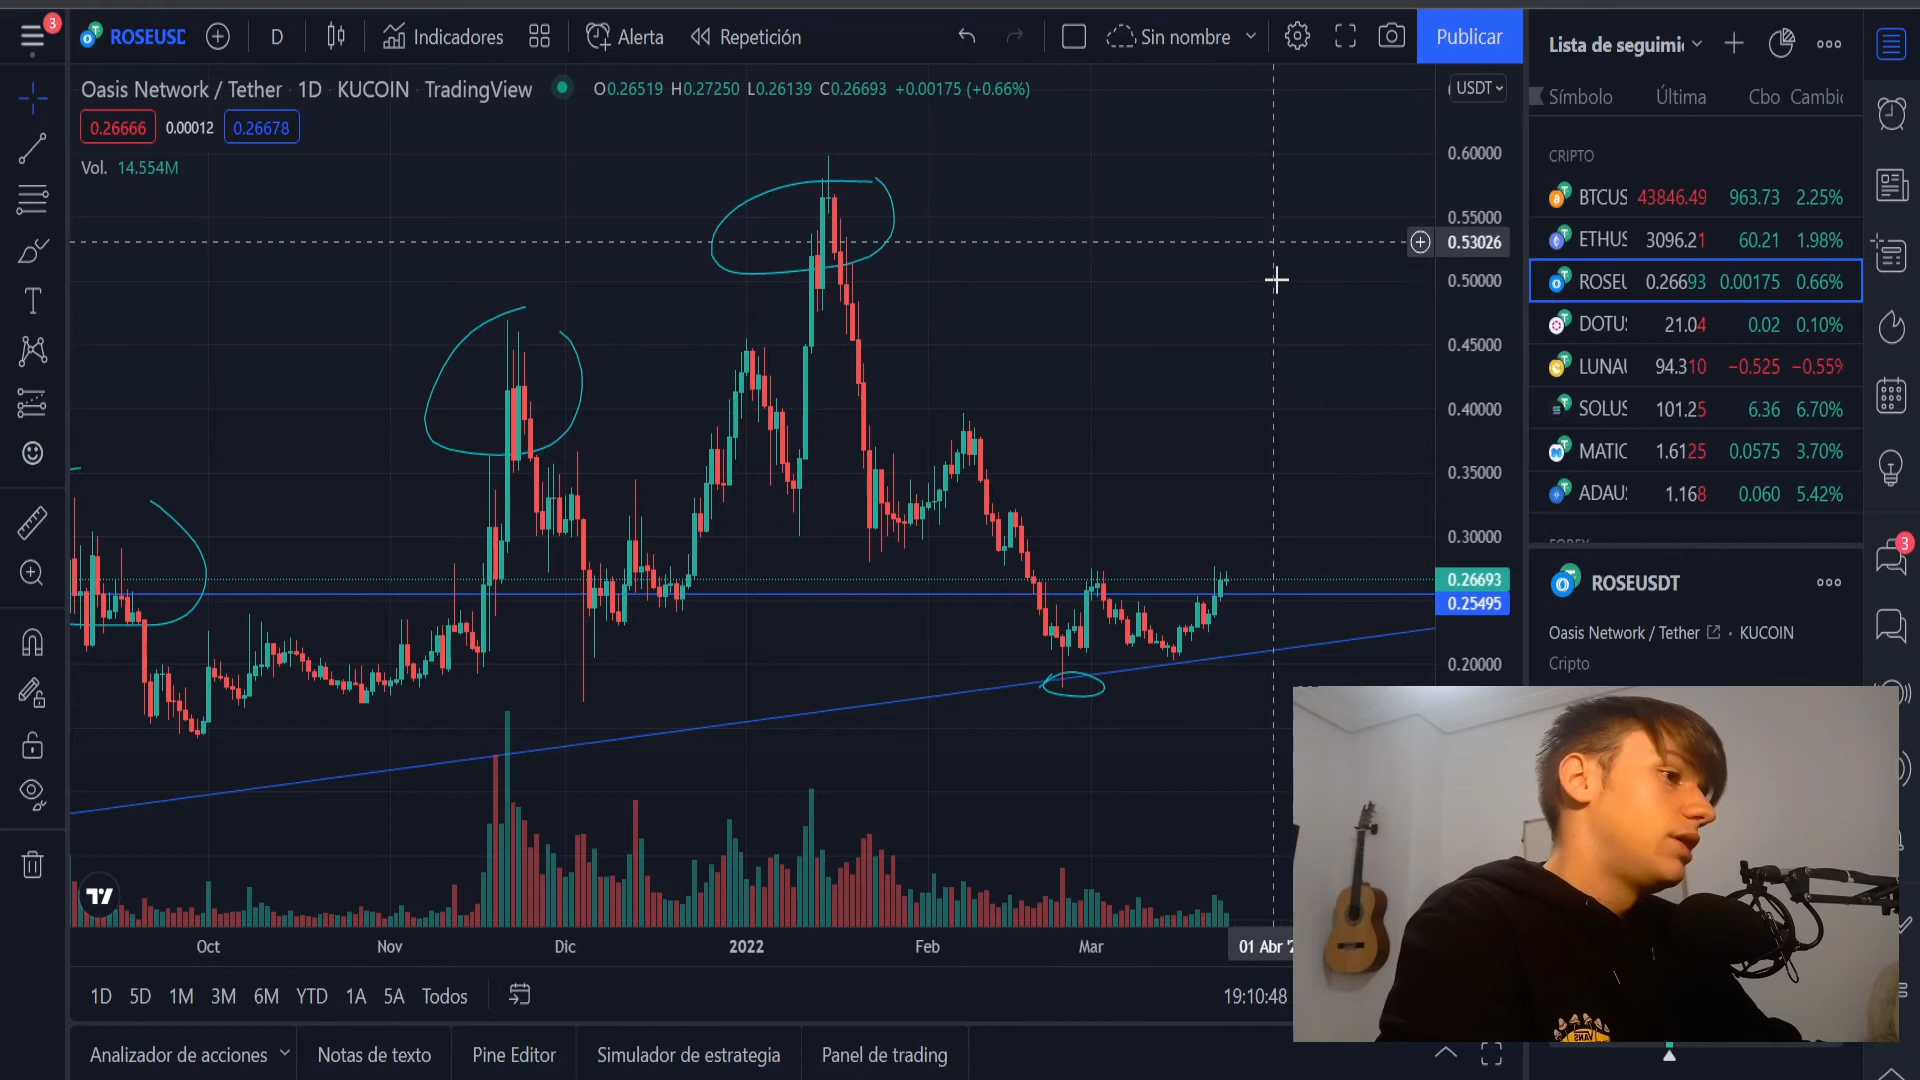 3
ROSEUSD
D
Indicadores
Alerta
Repetición
Sin nombre
Publicar
Lista de seguimi
Oasis Network / Tether · 1D · KUCOIN · TradingView
O0.26519 H0.27250 L0.26139 C0.26693 +0.00175 (+0.66%)
USDT
0.26666
0.00012
0.26678
Vol. 14.554M
Símbolo
Última
Cbo
Cambio
CRIPTO
BTCUS 43846.49 963.73 2.25%
ETHUS 3096.21 60.21 1.98%
ROSEU 0.26693 0.00175 0.66%
DOTU 21.04 0.02 0.10%
LUNAU 94.310 −0.525 −0.55%
SOLUS 101.25 6.36 6.70%
MATIC 1.6125 0.0575 3.70%
ADAUS 1.168 0.060 5.42%
0.60000
0.55000
0.53026
0.50000
0.45000
0.40000
0.35000
0.30000
0.26693
0.25495
0.20000
3
ROSEUSDT
Oasis Network / Tether · KUCOIN
Cripto
Oct
Nov
Dic
2022
Feb
Mar
01 Abr '2
1D
5D
1M
3M
6M
YTD
1A
5A
Todos
19:10:48
Analizador de acciones
Notas de texto
Pine Editor
Simulador de estrategia
Panel de trading
VANS